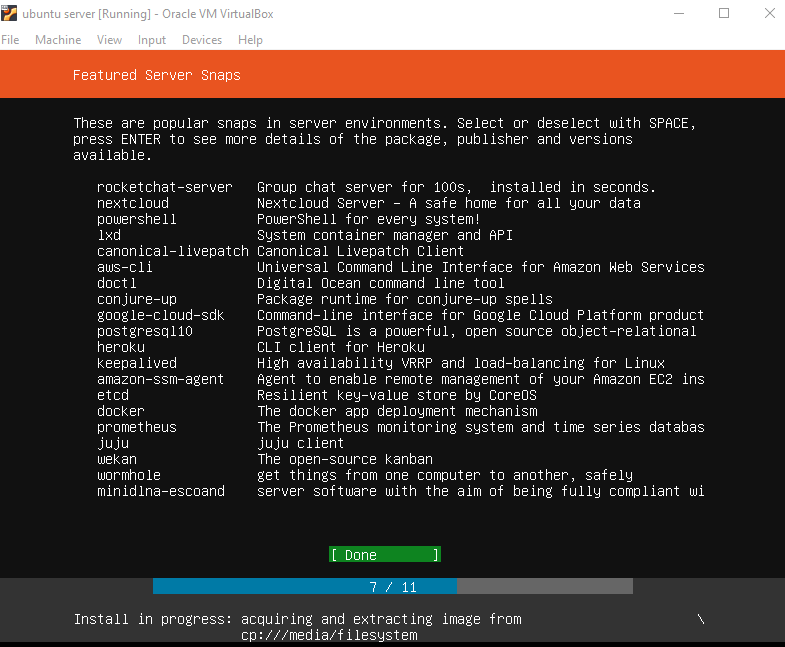 ubuntu server [Running] - Oracle VM VirtualBox
File Machine View Input Devices Help
Featured Server Snaps
These are popular snaps in server environments. Select or deselect with SPACE,
press ENTER to see more details of the package, publisher and versions
available.
rocketchat-server Group chat server for 100s, installed in seconds.
nextcloud Nextcloud Server - A safe home for all your data
powershell PowerShell for every system!
lxd System container manager and API
canonical-livepatch Canonical Livepatch Client
aws-cli Universal Command Line Interface for Amazon Web Services
doctl Digital Ocean command line tool
conjure-up Package runtime for conjure-up spells
google-cloud-sdk Command-line interface for Google Cloud Platform product
postgresql10 PostgreSQL is a powerful, open source object-relational
heroku CLI client for Heroku
keepalived High availability VRRP and load-balancing for Linux
amazon-ssm-agent Agent to enable remote management of your Amazon EC2 ins
etcd Resilient key-value store by CoreOS
docker The docker app deployment mechanism
prometheus The Prometheus monitoring system and time series databas
juju juju client
wekan The open-source kanban
wormhole get things from one computer to another, safely
minidlna-escoand server software with the aim of being fully compliant wi
[ Done ]
7 / 11
Install in progress: acquiring and extracting image from \
cp:///media/filesystem